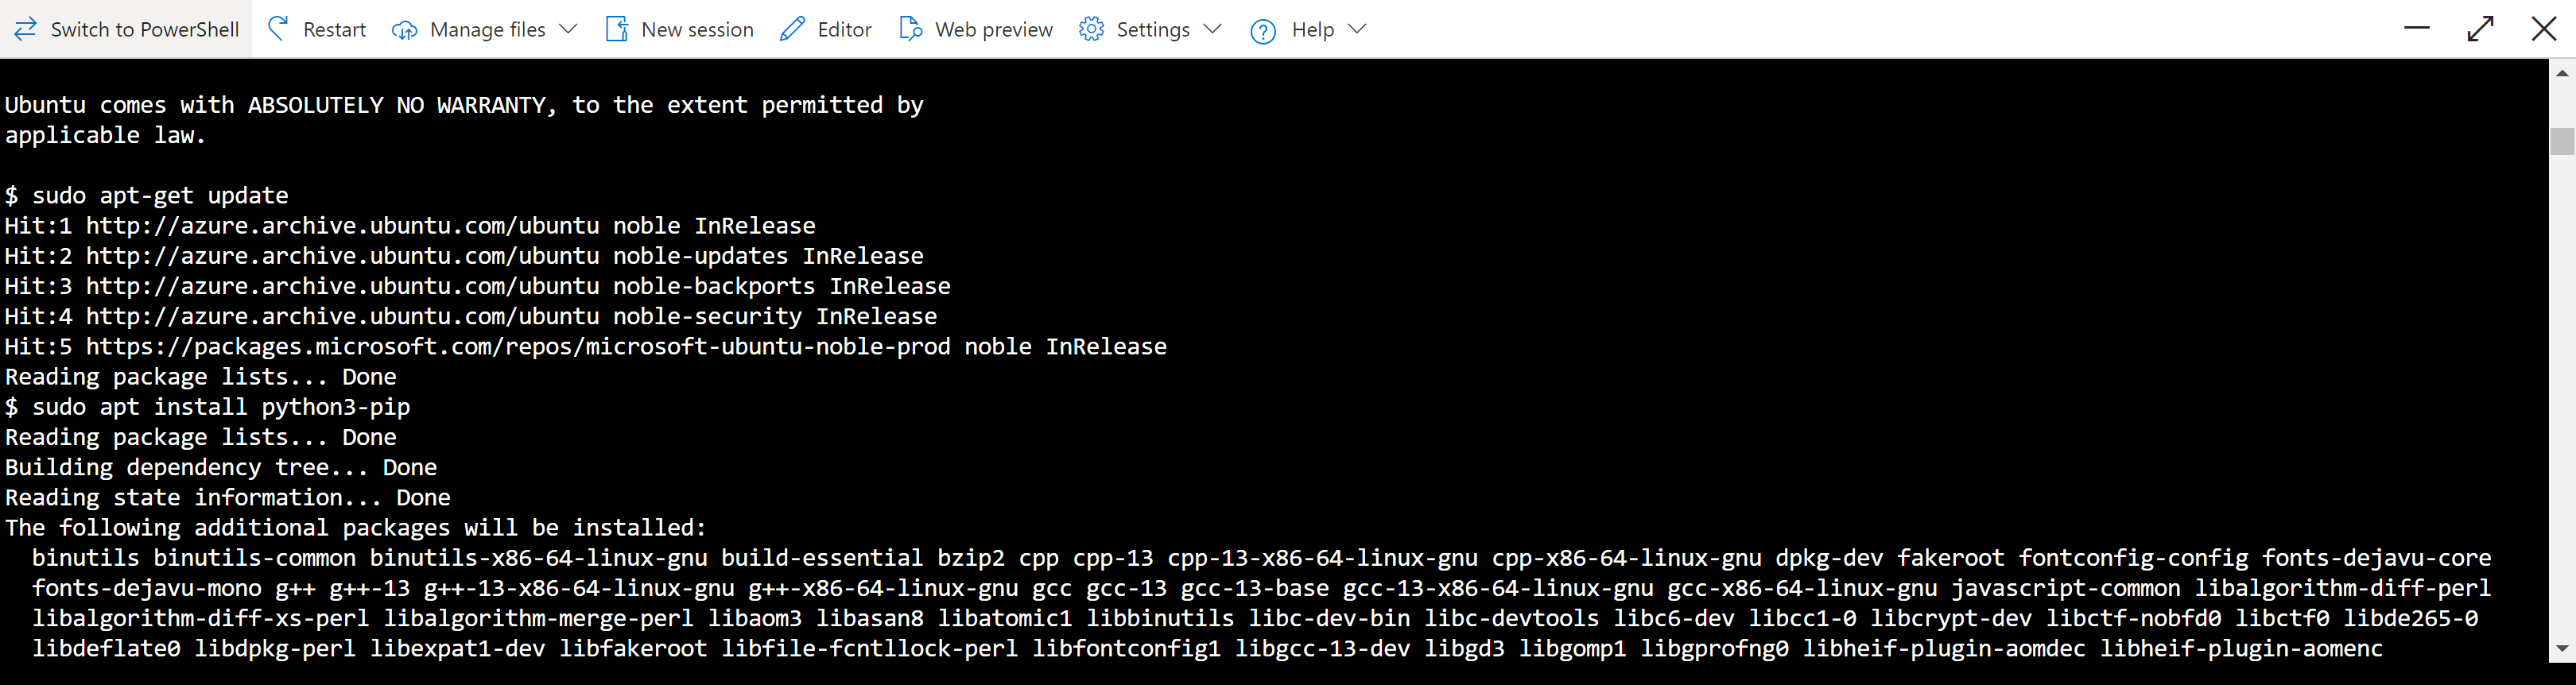 Switch to PowerShell Restart Manage files New session Editor Web preview Settings Help
Ubuntu comes with ABSOLUTELY NO WARRANTY, to the extent permitted by
applicable law.
$ sudo apt-get update
Hit:1 http://azure.archive.ubuntu.com/ubuntu noble InRelease
Hit:2 http://azure.archive.ubuntu.com/ubuntu noble-updates InRelease
Hit:3 http://azure.archive.ubuntu.com/ubuntu noble-backports InRelease
Hit:4 http://azure.archive.ubuntu.com/ubuntu noble-security InRelease
Hit:5 https://packages.microsoft.com/repos/microsoft-ubuntu-noble-prod noble InRelease
Reading package lists... Done
$ sudo apt install python3-pip
Reading package lists... Done
Building dependency tree... Done
Reading state information... Done
The following additional packages will be installed:
  binutils binutils-common binutils-x86-64-linux-gnu build-essential bzip2 cpp cpp-13 cpp-13-x86-64-linux-gnu cpp-x86-64-linux-gnu dpkg-dev fakeroot fontconfig-config fonts-dejavu-core
  fonts-dejavu-mono g++ g++-13 g++-13-x86-64-linux-gnu g++-x86-64-linux-gnu gcc gcc-13 gcc-13-base gcc-13-x86-64-linux-gnu gcc-x86-64-linux-gnu javascript-common libalgorithm-diff-perl
  libalgorithm-diff-xs-perl libalgorithm-merge-perl libaom3 libasan8 libatomic1 libbinutils libc-dev-bin libc-devtools libc6-dev libcc1-0 libcrypt-dev libctf-nobfd0 libctf0 libde265-0
  libdeflate0 libdpkg-perl libexpat1-dev libfakeroot libfile-fcntllock-perl libfontconfig1 libgcc-13-dev libgd3 libgomp1 libgprofng0 libheif-plugin-aomdec libheif-plugin-aomenc